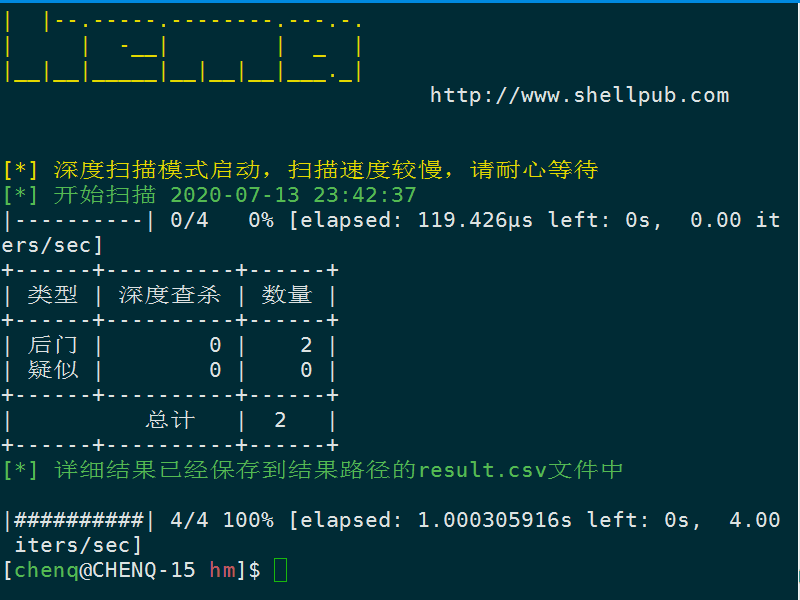 |  |--.-----.--------.---.-.
|     |  -__|        |  _  |
|__|__|_____|__|__|__|___._|
http://www.shellpub.com
[*] 深度扫描模式启动，扫描速度较慢，请耐心等待
[*] 开始扫描 2020-07-13 23:42:37
|----------| 0/4   0% [elapsed: 119.426µs left: 0s,  0.00 it
ers/sec]
+------+----------+------+
| 类型 | 深度查杀 | 数量 |
+------+----------+------+
| 后门 |        0 |    2 |
| 疑似 |        0 |    0 |
+------+----------+------+
|          总计   |  2   |
+------+----------+------+
[*] 详细结果已经保存到结果路径的result.csv文件中
|##########| 4/4 100% [elapsed: 1.000305916s left: 0s,  4.00
 iters/sec]
[chenq@CHENQ-15 hm]$